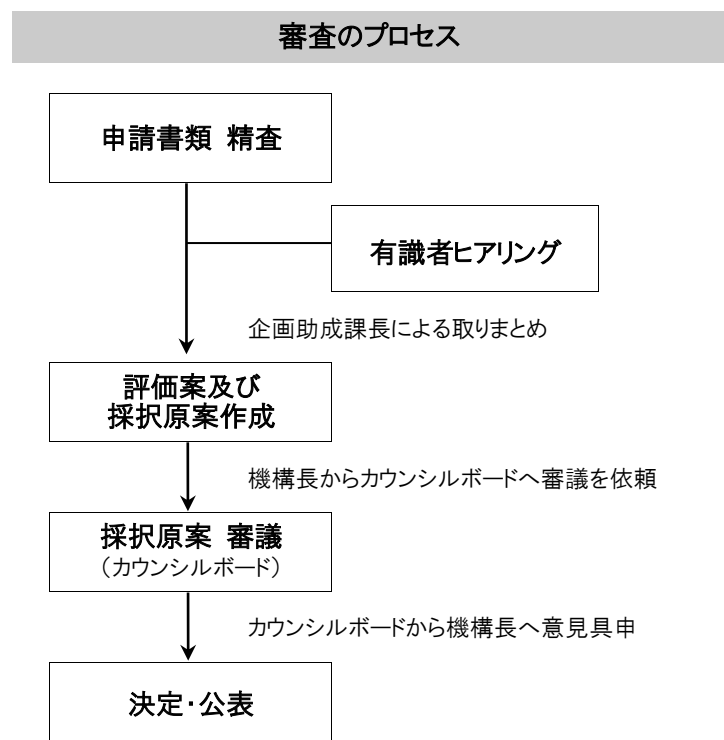 審査のプロセス
申請書類 精査
有識者ヒアリング
企画助成課長による取りまとめ
評価案及び
採択原案作成
機構長からカウンシルボードへ審議を依頼
採択原案 審議
（カウンシルボード）
カウンシルボードから機構長へ意見具申
決定・公表